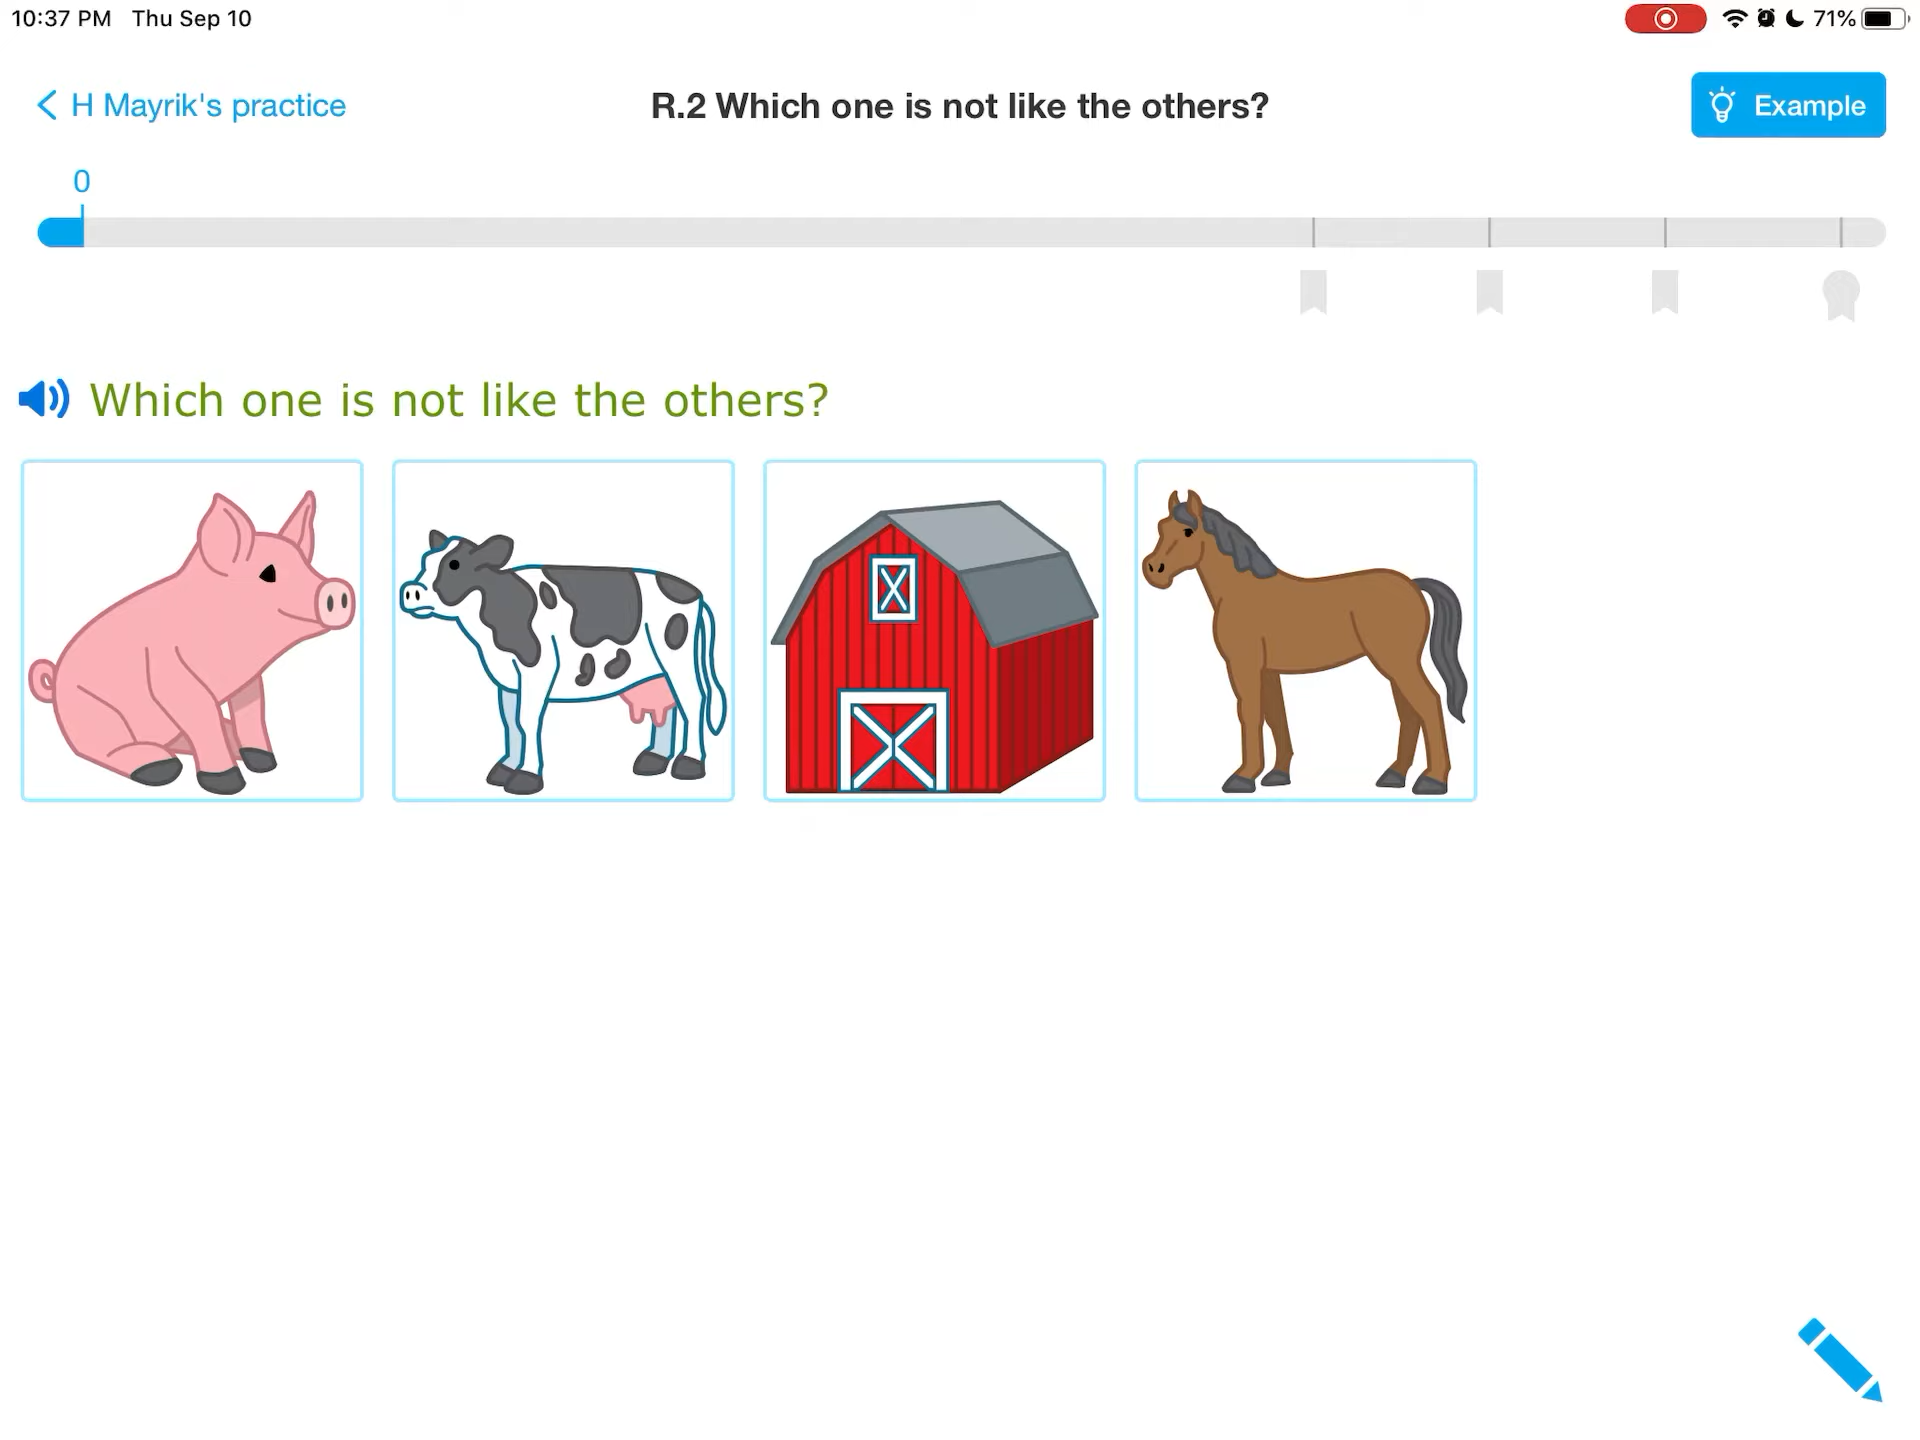 10:37 PM Thu Sep 10
71%
H Mayrik's practice
R.2 Which one is not like the others?
Example
0
Which one is not like the others?